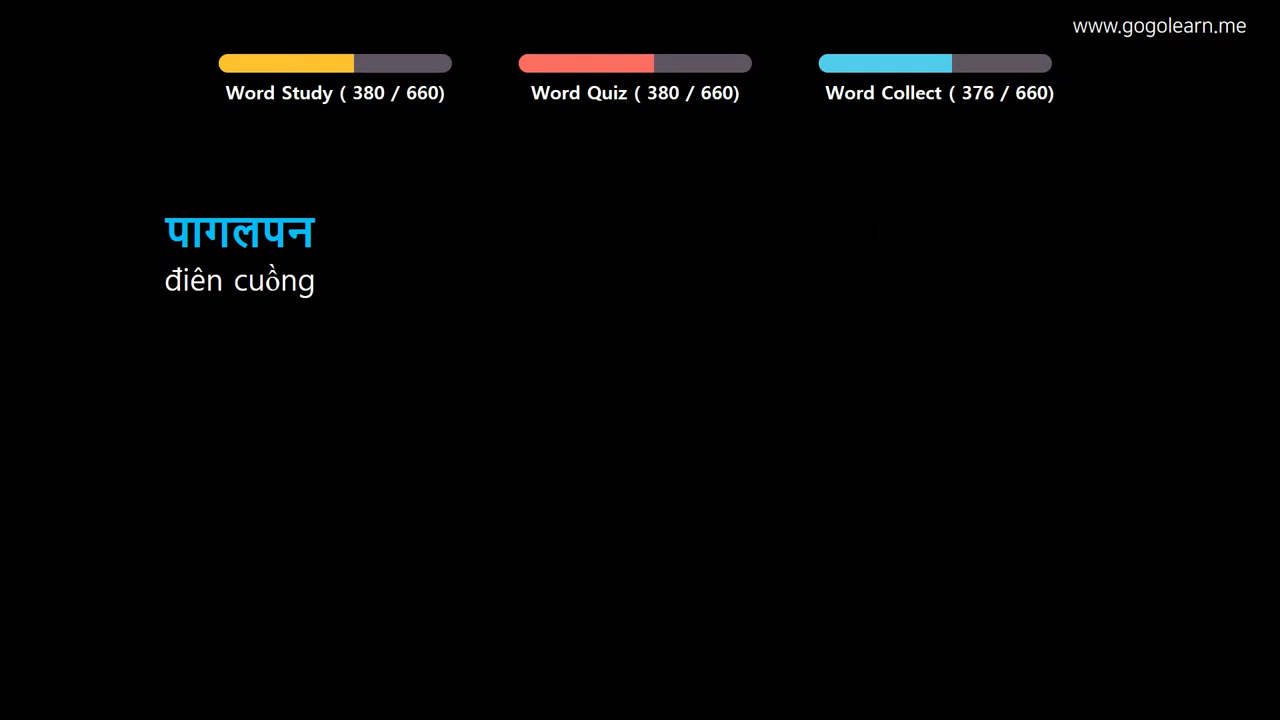 www.gogolearn.me
Word Study ( 380 / 660)
Word Quiz ( 380 / 660)
Word Collect ( 376 / 660)
पागलपन
điên cuồng